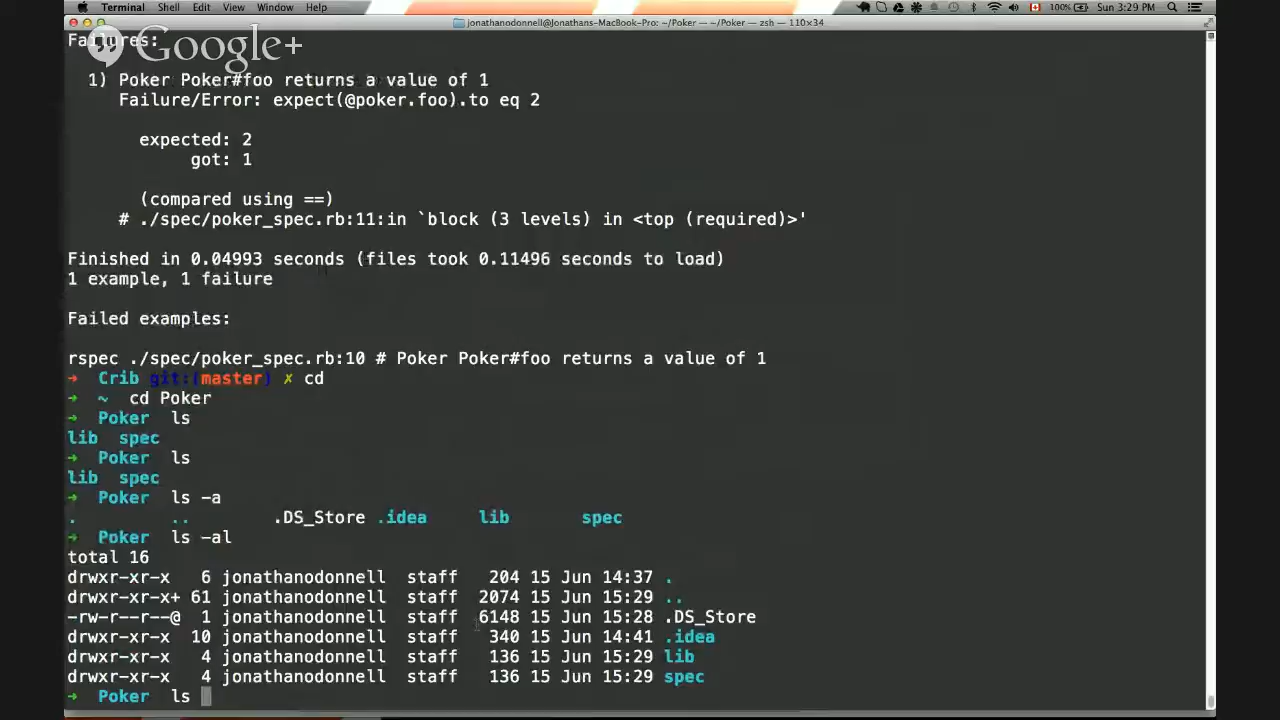 Terminal Shell Edit View Window Help 100% Sun 3:29 PM
jonathanodonnell@Jonathans-MacBook-Pro: ~/Poker — ~/Poker — zsh — 110×34
Failures:
Google+
1) Poker Poker#foo returns a value of 1
Failure/Error: expect(@poker.foo).to eq 2
expected: 2
got: 1
(compared using ==)
# ./spec/poker_spec.rb:11:in `block (3 levels) in <top (required)>'
Finished in 0.04993 seconds (files took 0.11496 seconds to load)
1 example, 1 failure
Failed examples:
rspec ./spec/poker_spec.rb:10 # Poker Poker#foo returns a value of 1
➜ Crib git:(master) ✗ cd
➜ ~ cd Poker
➜ Poker ls
lib spec
➜ Poker ls
lib spec
➜ Poker ls -a
. .. .DS_Store .idea lib spec
➜ Poker ls -al
total 16
drwxr-xr-x 6 jonathanodonnell staff 204 15 Jun 14:37 .
drwxr-xr-x+ 61 jonathanodonnell staff 2074 15 Jun 15:29 ..
-rw-r--r--@ 1 jonathanodonnell staff 6148 15 Jun 15:28 .DS_Store
drwxr-xr-x 10 jonathanodonnell staff 340 15 Jun 14:41 .idea
drwxr-xr-x 4 jonathanodonnell staff 136 15 Jun 15:29 lib
drwxr-xr-x 4 jonathanodonnell staff 136 15 Jun 15:29 spec
➜ Poker ls